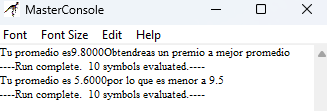 MasterConsole
Font Font Size Edit Help
Tu promedio es9.8000Obtendreas un premio a mejor promedio
----Run complete. 10 symbols evaluated.----
Tu promedio es 5.6000por lo que es menor a 9.5
----Run complete. 10 symbols evaluated.----